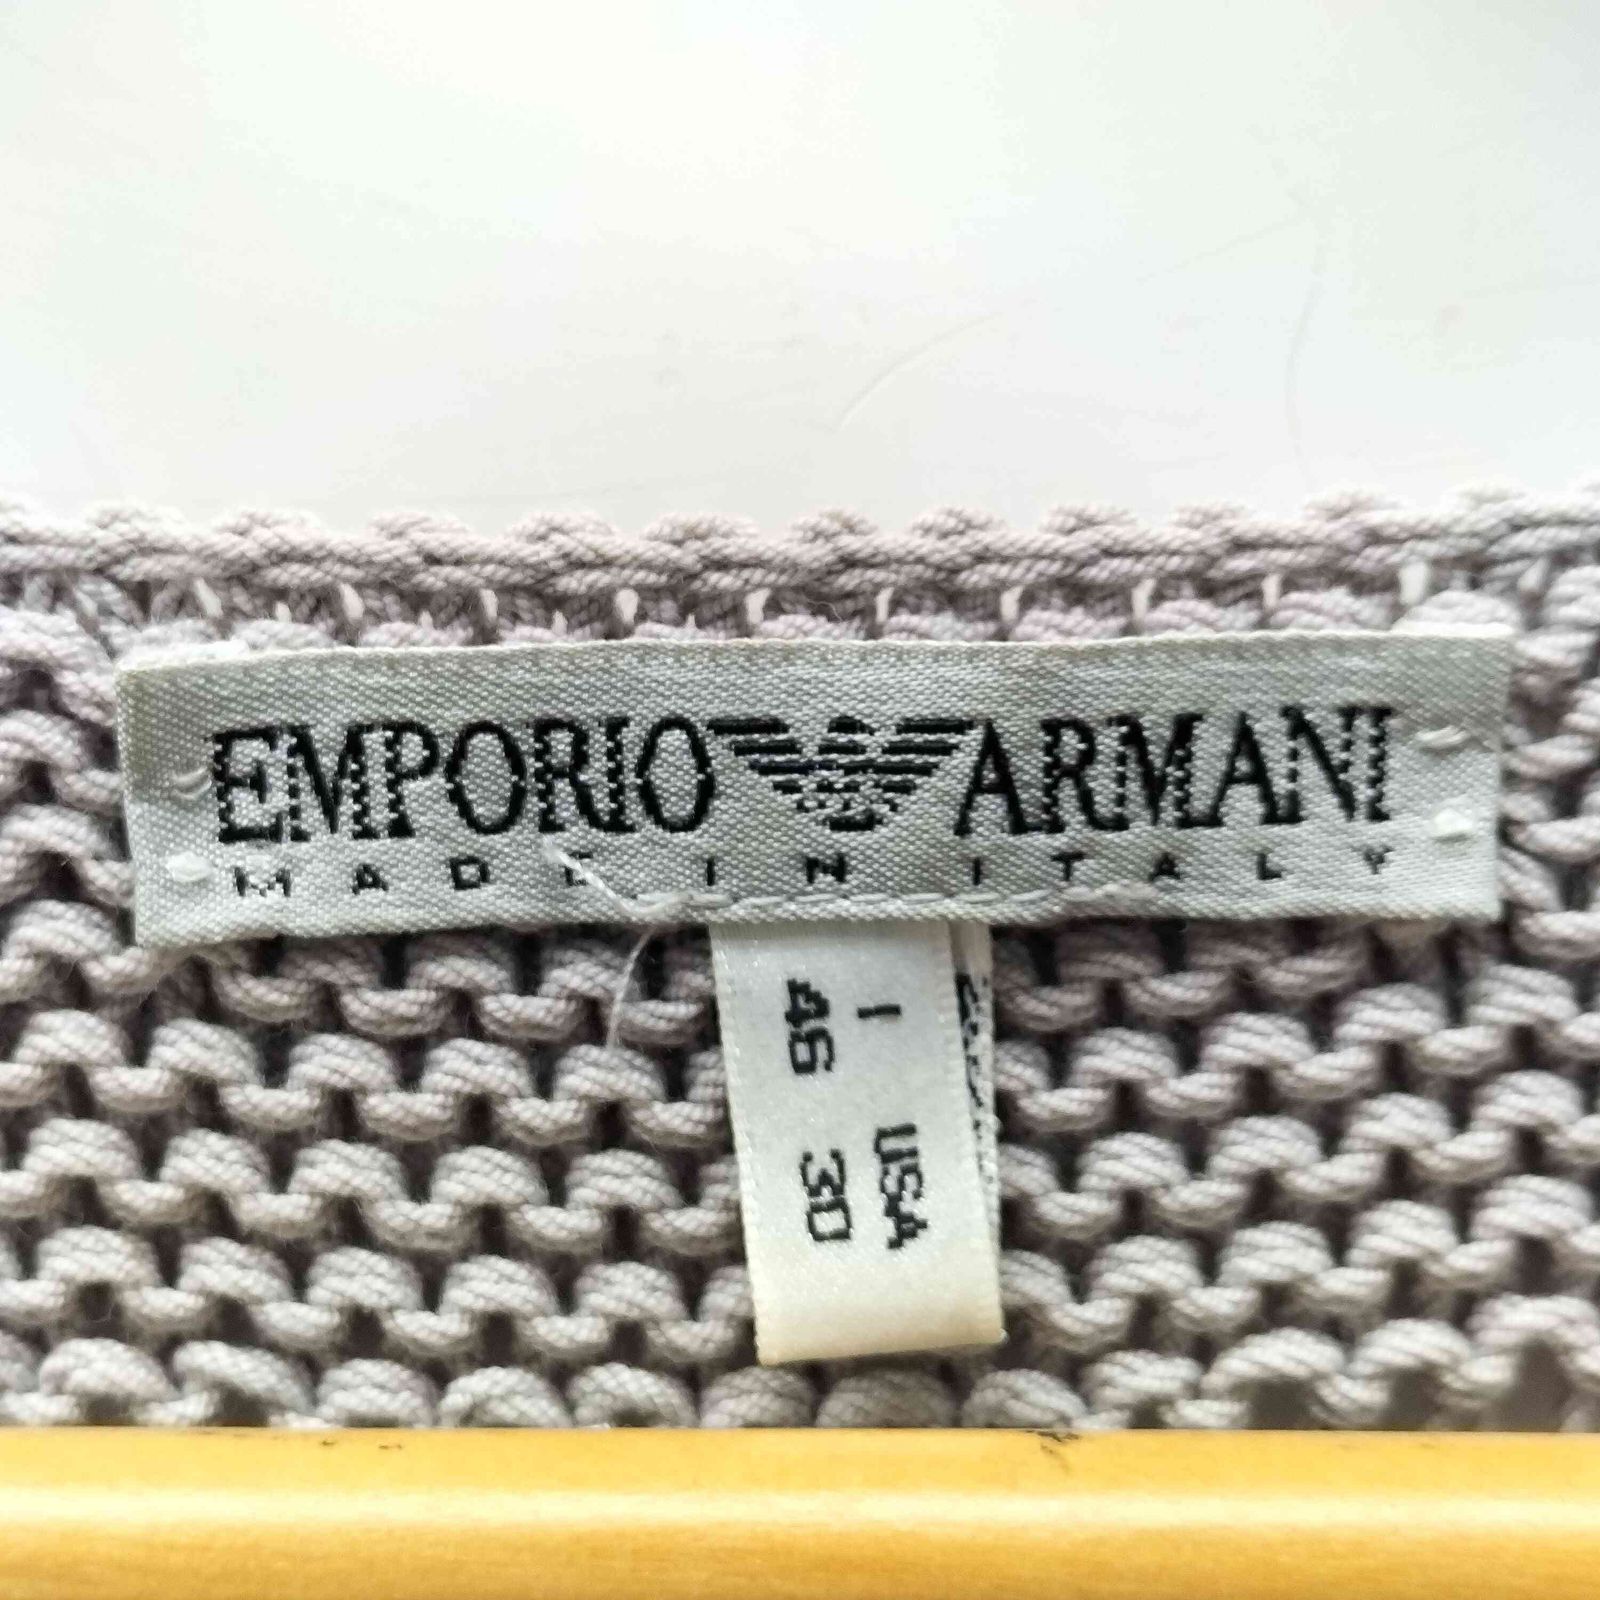 EMPORIO ARMANI
MADE IN ITALY
I USA
46 30